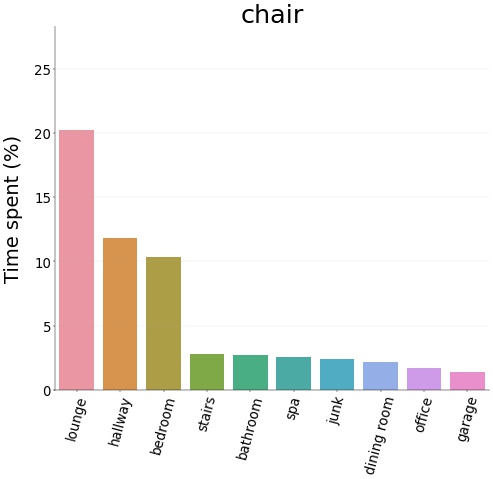 chair
Time spent (%)
25
20
15
10
5
0
lounge
hallway
bedroom
stairs
bathroom
spa
junk
dining room
office
garage